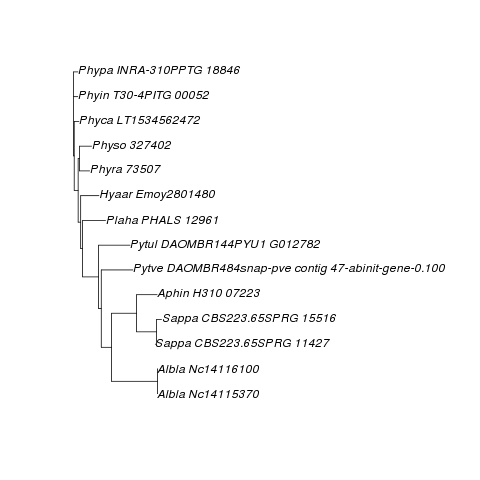 Phypa INRA-310PPTG 18846
Phyin T30-4PITG 00052
Phyca LT1534562472
Physo 327402
Phyra 73507
Hyaar Emoy2801480
Plaha PHALS 12961
Pytul DAOMBR144PYU1 G012782
Pytve DAOMBR484snap-pve contig 47-abinit-gene-0.100
Aphin H310 07223
Sappa CBS223.65SPRG 15516
Sappa CBS223.65SPRG 11427
Albla Nc14116100
Albla Nc14115370